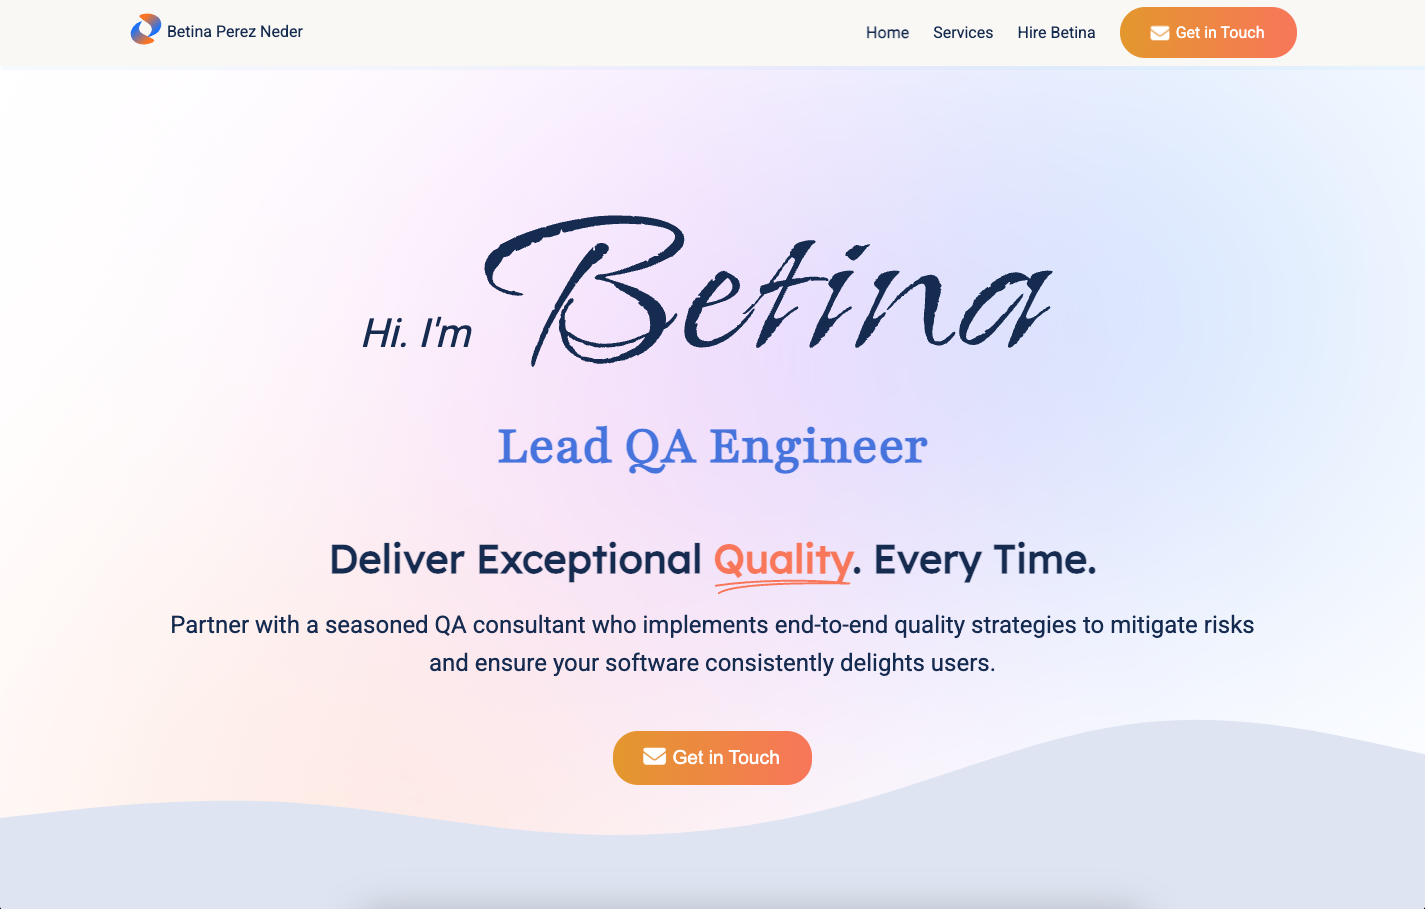 Betina Perez Neder
Home Services Hire Betina Get in Touch
Hi. I'm Betina
Lead QA Engineer
Deliver Exceptional Quality. Every Time.
Partner with a seasoned QA consultant who implements end-to-end quality strategies to mitigate risks
and ensure your software consistently delights users.
Get in Touch